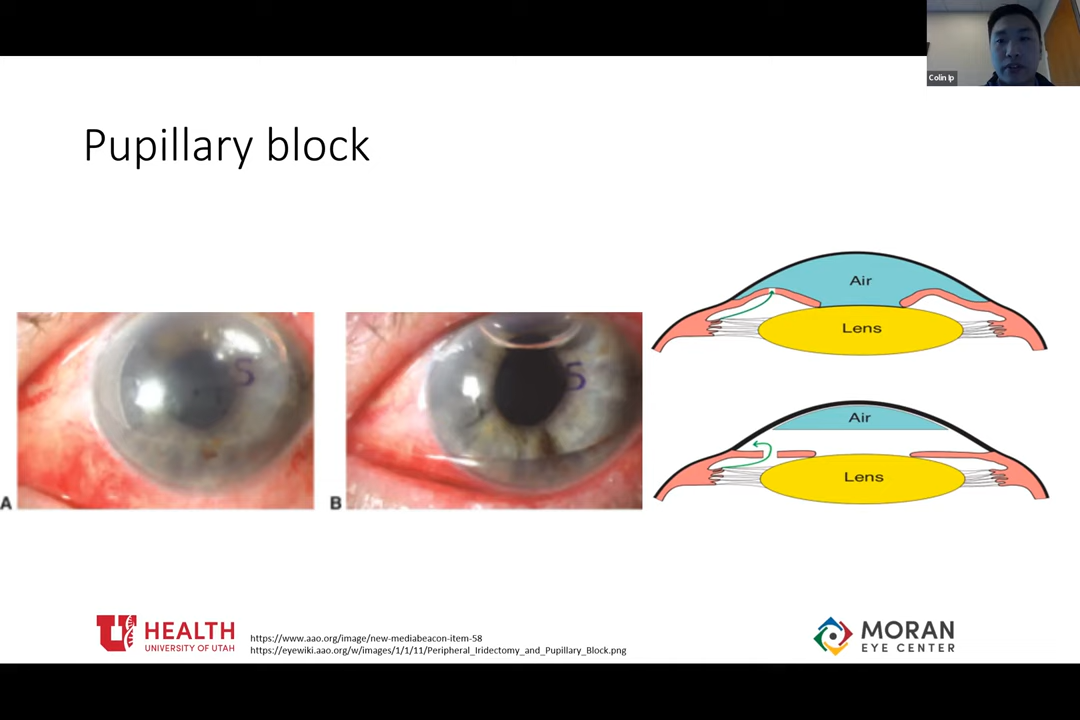 Colin Ip
Pupillary block
Air
Lens
S
S
A
B
Air
Lens
U HEALTH
UNIVERSITY OF UTAH
https://www.aao.org/image/new-mediabeacon-item-58
https://eyewiki.aao.org/w/images/1/1/11/Peripheral_Iridectomy_and_Pupillary_Block.png
MORAN
EYE CENTER